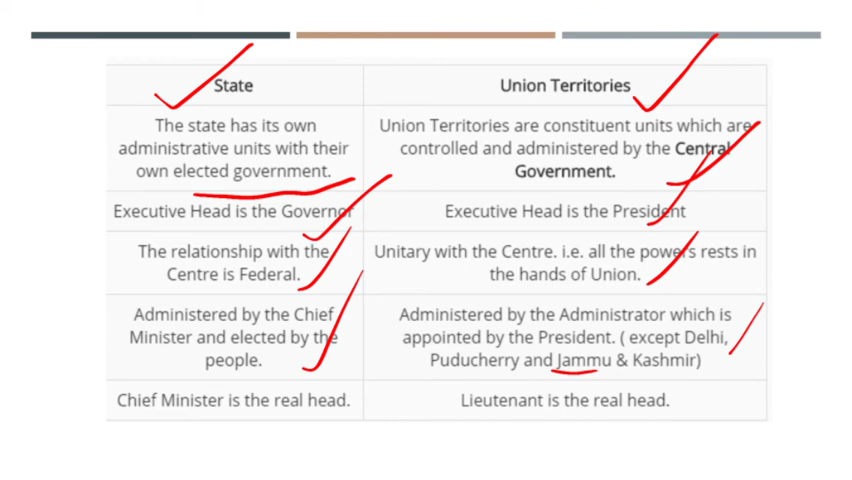 State
Union Territories
The state has its own
administrative units with their
own elected government.
Union Territories are constituent units which are
controlled and administered by the Central
Government.
Executive Head is the Governor
Executive Head is the President
The relationship with the
Centre is Federal.
Unitary with the Centre. i.e. all the powers rests in
the hands of Union.
Administered by the Chief
Minister and elected by the
people.
Administered by the Administrator which is
appointed by the President. ( except Delhi,
Puducherry and Jammu & Kashmir)
Chief Minister is the real head.
Lieutenant is the real head.